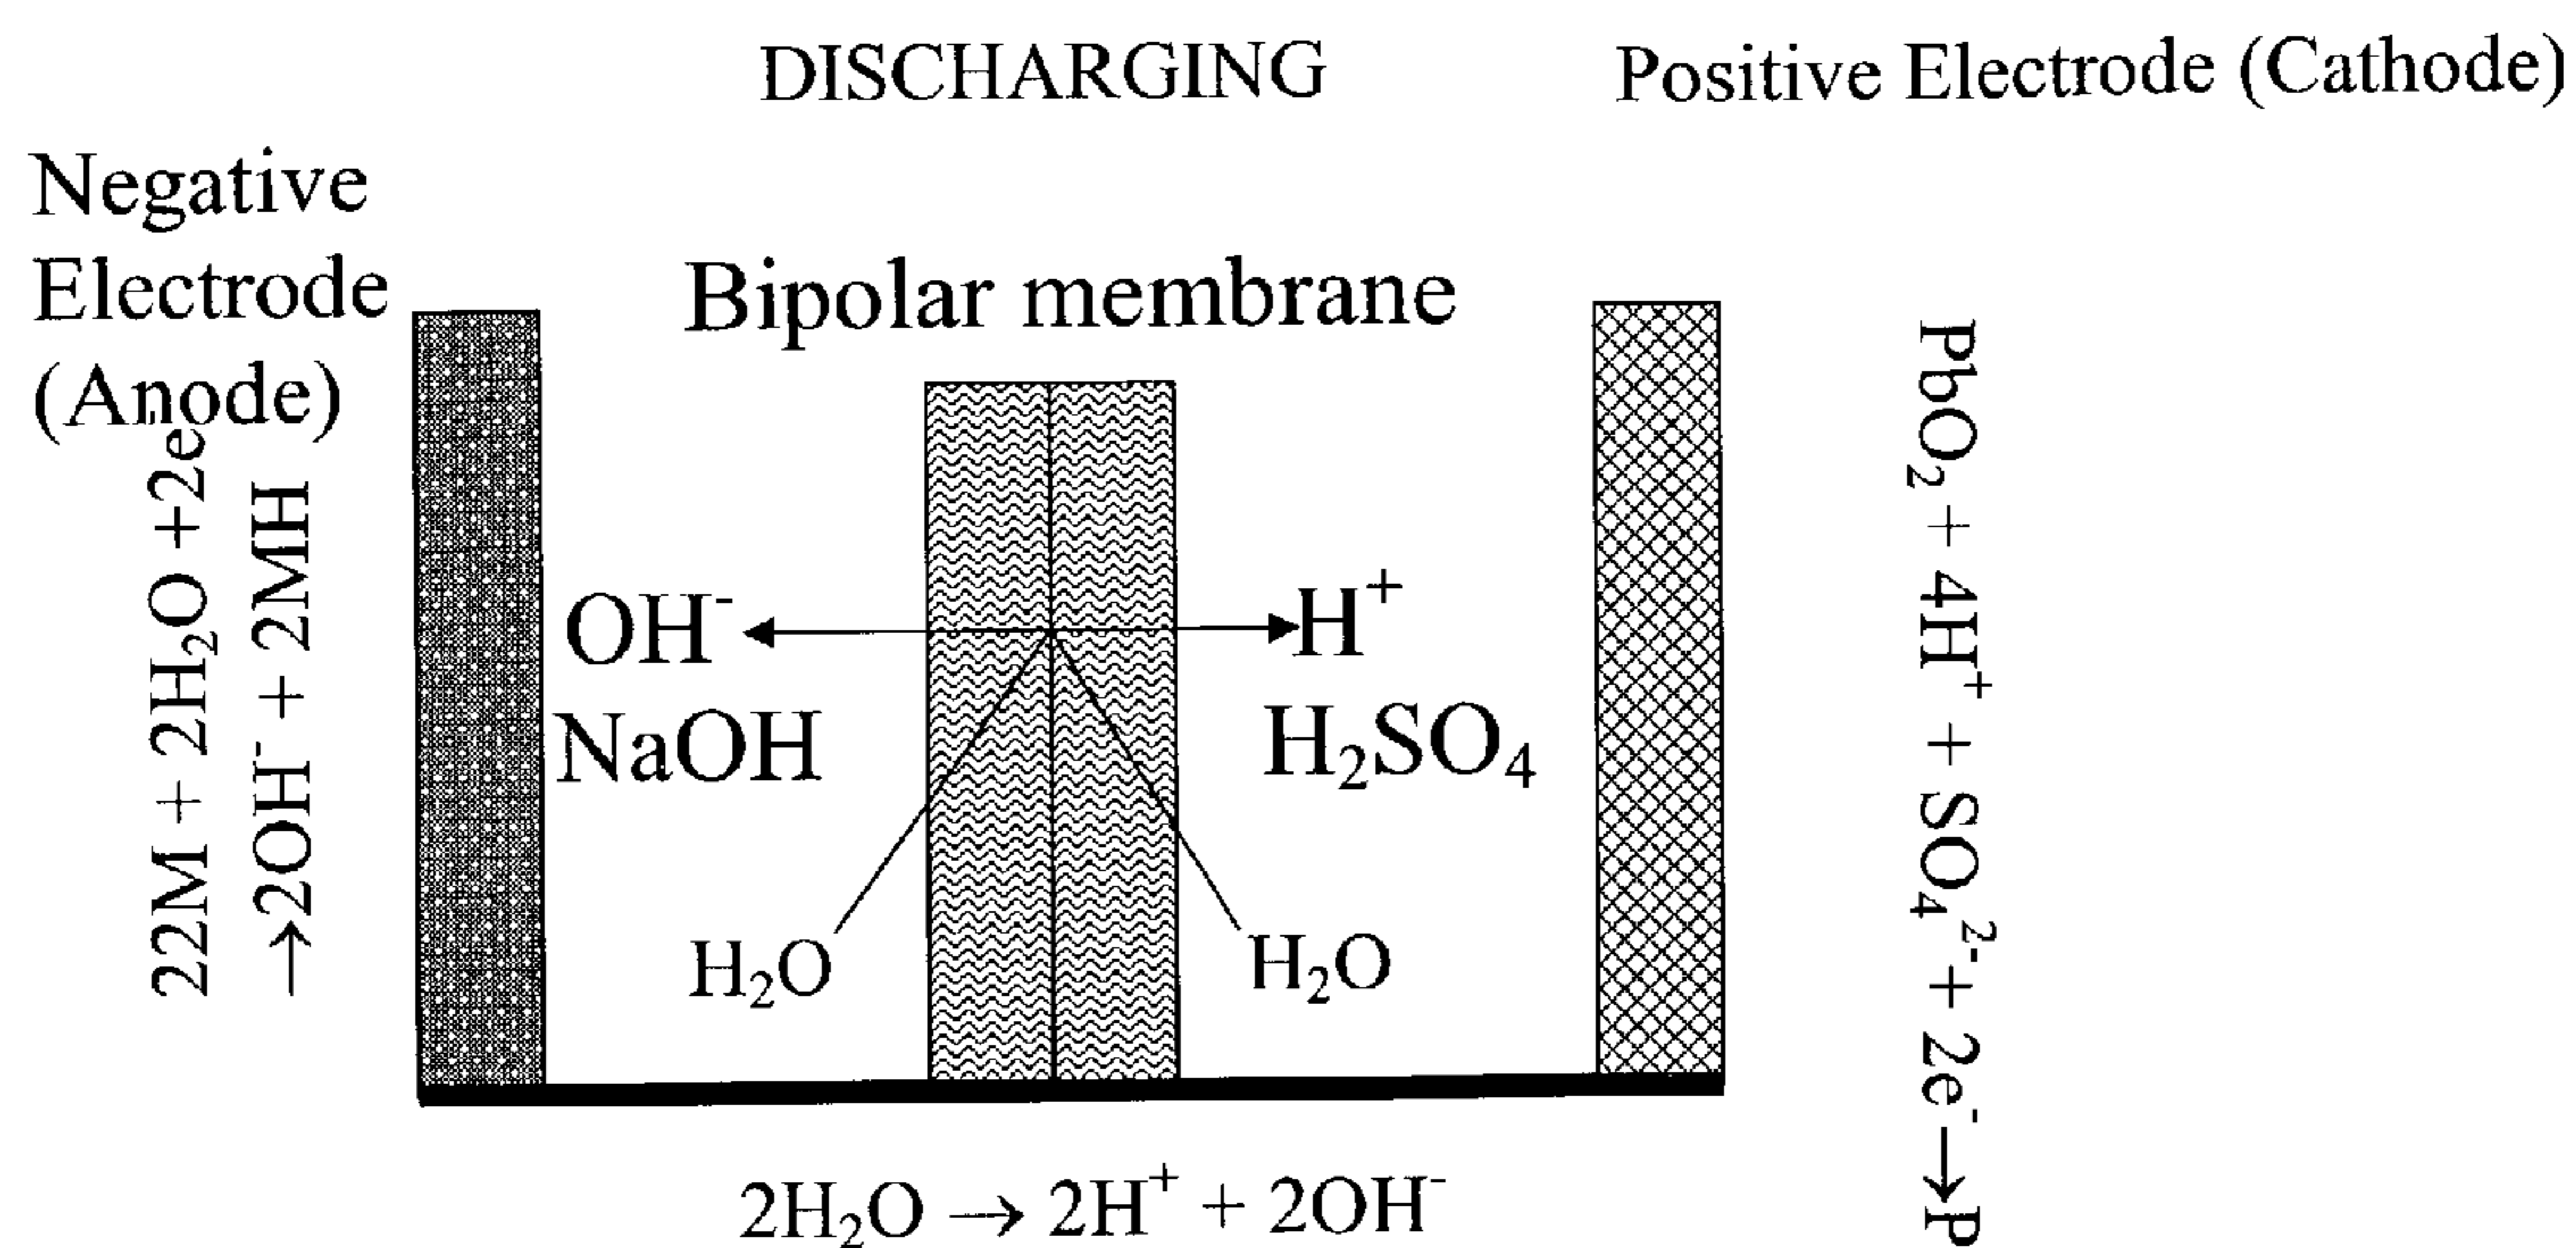 DISCHARGING
Positive Electrode (Cathode)
Negative
Electrode
(Anode)
Bipolar membrane
22M + 2H₂O +2e
→2OH⁻ + 2MH
OH⁻
H⁺
NaOH
H₂SO₄
H₂O
H₂O
PbO₂ + 4H⁺ + SO₄²⁻ + 2e⁻→P
2H₂O → 2H⁺ + 2OH⁻